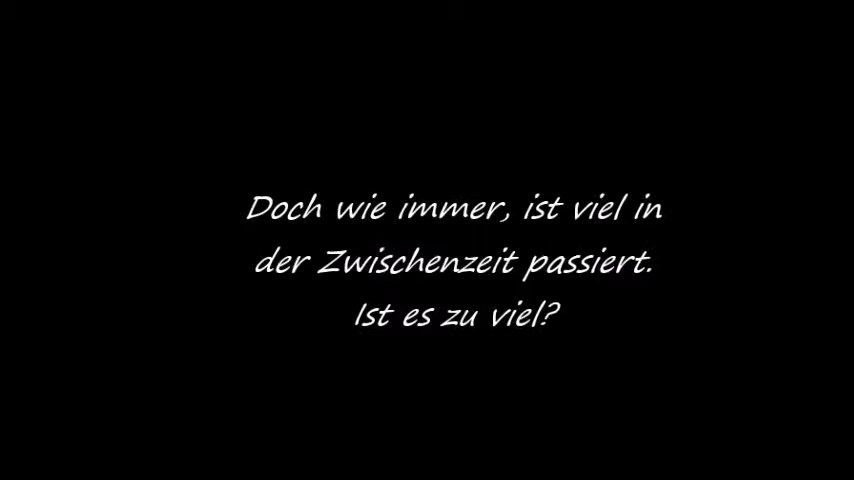 Doch wie immer, ist viel in
der Zwischenzeit passiert.
Ist es zu viel?